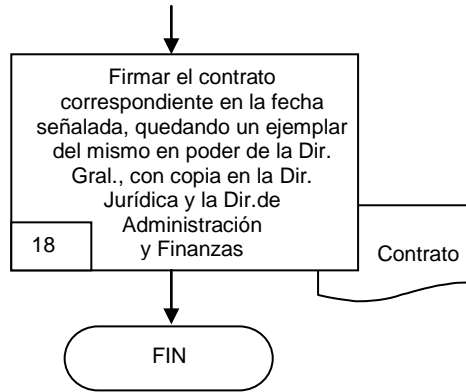 Firmar el contrato
correspondiente en la fecha
señalada, quedando un ejemplar
del mismo en poder de la Dir.
Gral., con copia en la Dir.
Jurídica y la Dir.de
Administración
y Finanzas
18
Contrato
FIN